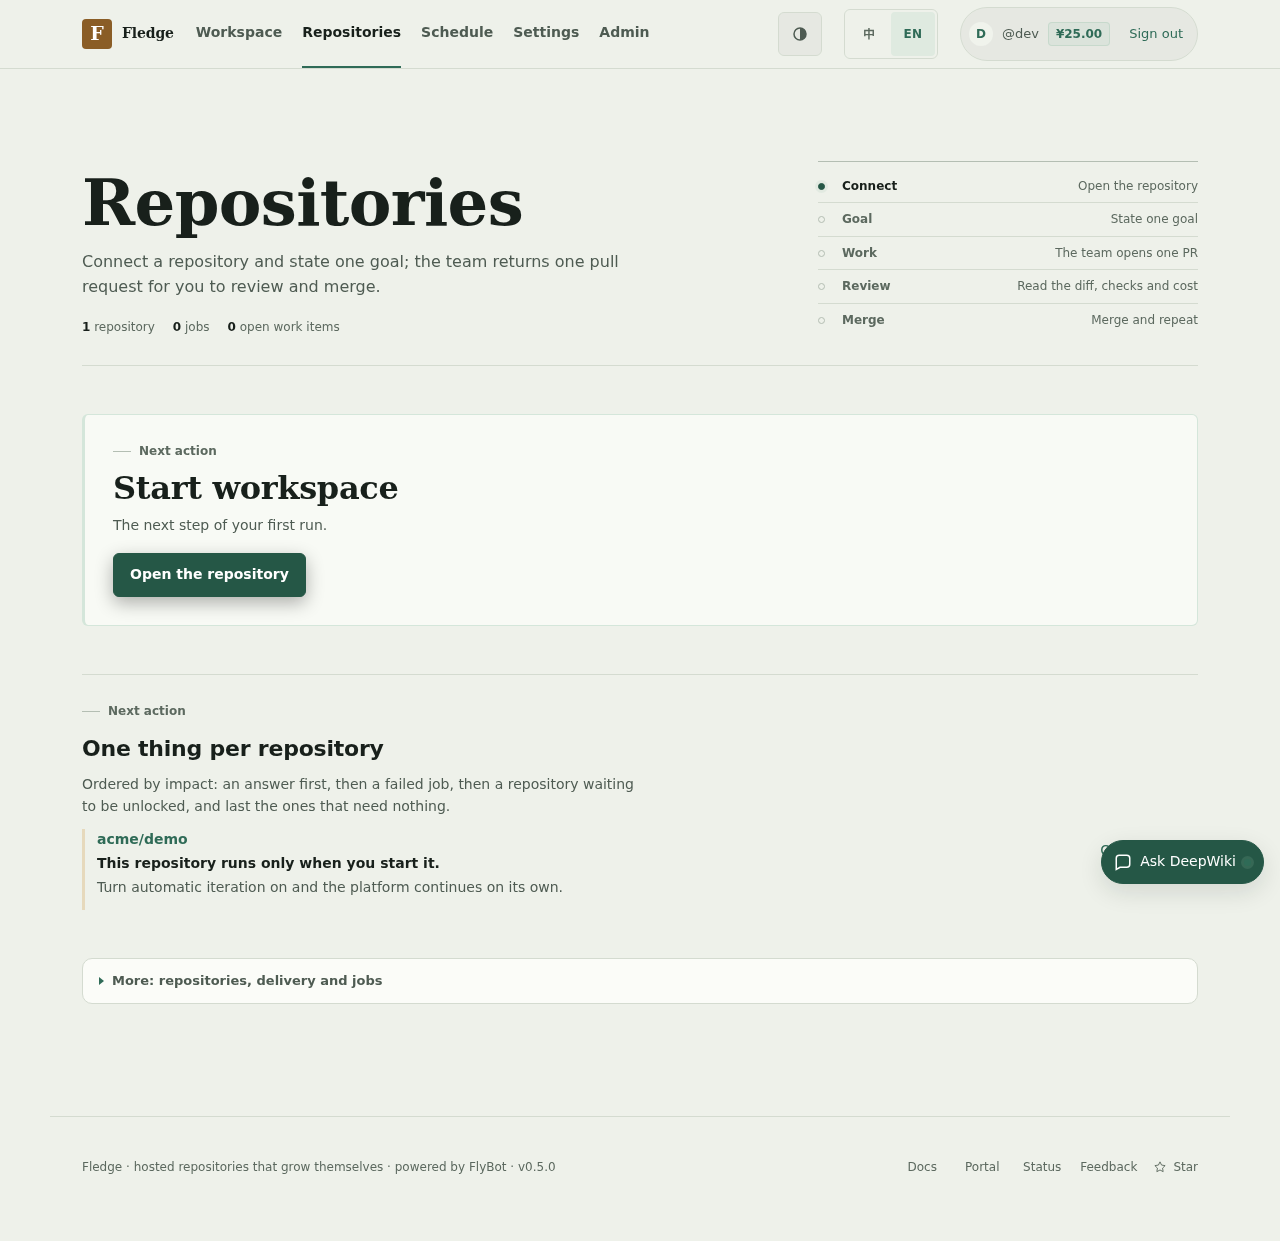 F Fledge Workspace Repositories Schedule Settings Admin 中 EN D @dev ¥25.00 Sign out
Repositories
Connect a repository and state one goal; the team returns one pull
request for you to review and merge.
1 repository 0 jobs 0 open work items
Connect Open the repository
Goal State one goal
Work The team opens one PR
Review Read the diff, checks and cost
Merge Merge and repeat
Next action
Start workspace
The next step of your first run.
Open the repository
Next action
One thing per repository
Ordered by impact: an answer first, then a failed job, then a repository waiting
to be unlocked, and last the ones that need nothing.
acme/demo
This repository runs only when you start it.
Turn automatic iteration on and the platform continues on its own.
Ask DeepWiki
More: repositories, delivery and jobs
Fledge · hosted repositories that grow themselves · powered by FlyBot · v0.5.0 Docs Portal Status Feedback Star